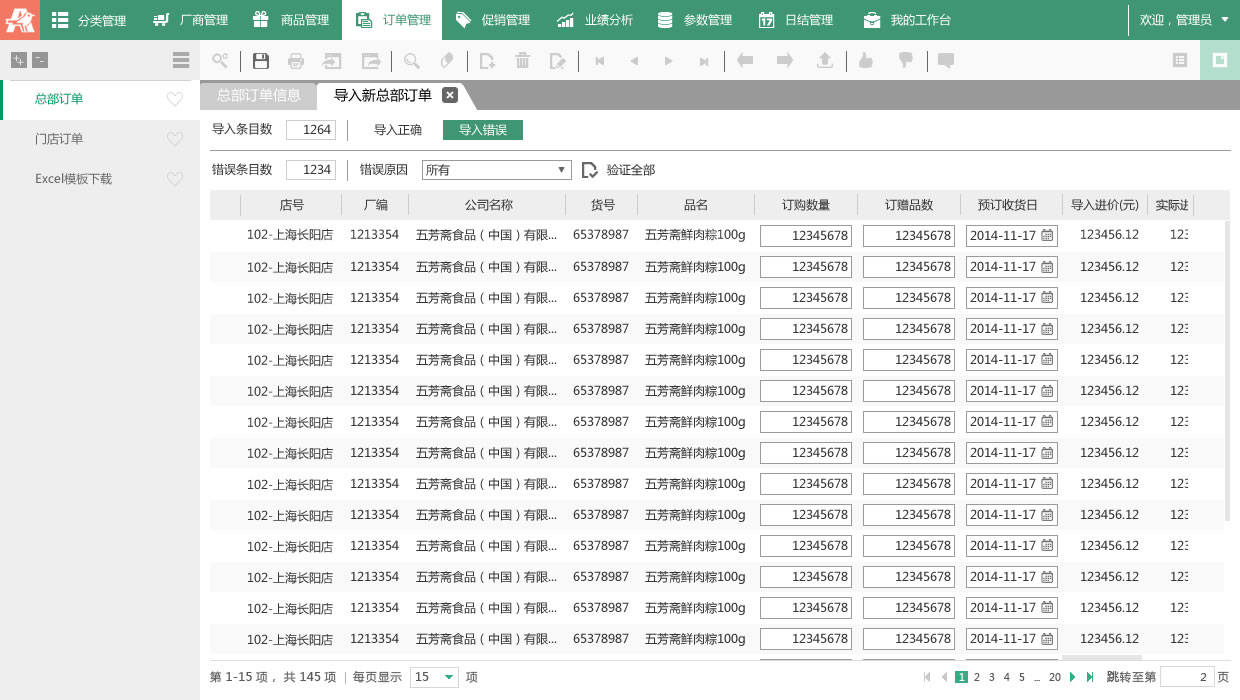 分类管理 厂商管理 商品管理 订单管理 促销管理 业绩分析 参数管理 日结管理 我的工作台 欢迎，管理员
总部订单
门店订单
Excel模板下载
总部订单信息 导入新总部订单
导入条目数 1264 导入正确 导入错误
错误条目数 1234 错误原因 所有 验证全部
店号 厂编 公司名称 货号 品名 订购数量 订赠品数 预订收货日 导入进价(元) 实际进
102-上海长阳店 1213354 五芳斋食品（中国）有限... 65378987 五芳斋鲜肉粽100g 12345678 12345678 2014-11-17 123456.12 123
102-上海长阳店 1213354 五芳斋食品（中国）有限... 65378987 五芳斋鲜肉粽100g 12345678 12345678 2014-11-17 123456.12 123
102-上海长阳店 1213354 五芳斋食品（中国）有限... 65378987 五芳斋鲜肉粽100g 12345678 12345678 2014-11-17 123456.12 123
102-上海长阳店 1213354 五芳斋食品（中国）有限... 65378987 五芳斋鲜肉粽100g 12345678 12345678 2014-11-17 123456.12 123
102-上海长阳店 1213354 五芳斋食品（中国）有限... 65378987 五芳斋鲜肉粽100g 12345678 12345678 2014-11-17 123456.12 123
102-上海长阳店 1213354 五芳斋食品（中国）有限... 65378987 五芳斋鲜肉粽100g 12345678 12345678 2014-11-17 123456.12 123
102-上海长阳店 1213354 五芳斋食品（中国）有限... 65378987 五芳斋鲜肉粽100g 12345678 12345678 2014-11-17 123456.12 123
102-上海长阳店 1213354 五芳斋食品（中国）有限... 65378987 五芳斋鲜肉粽100g 12345678 12345678 2014-11-17 123456.12 123
102-上海长阳店 1213354 五芳斋食品（中国）有限... 65378987 五芳斋鲜肉粽100g 12345678 12345678 2014-11-17 123456.12 123
102-上海长阳店 1213354 五芳斋食品（中国）有限... 65378987 五芳斋鲜肉粽100g 12345678 12345678 2014-11-17 123456.12 123
102-上海长阳店 1213354 五芳斋食品（中国）有限... 65378987 五芳斋鲜肉粽100g 12345678 12345678 2014-11-17 123456.12 123
102-上海长阳店 1213354 五芳斋食品（中国）有限... 65378987 五芳斋鲜肉粽100g 12345678 12345678 2014-11-17 123456.12 123
102-上海长阳店 1213354 五芳斋食品（中国）有限... 65378987 五芳斋鲜肉粽100g 12345678 12345678 2014-11-17 123456.12 123
102-上海长阳店 1213354 五芳斋食品（中国）有限... 65378987 五芳斋鲜肉粽100g 12345678 12345678 2014-11-17 123456.12 123
第 1-15 项，共 145 项 | 每页显示 15 项 1 2 3 4 5 ... 20 跳转至第 2 页